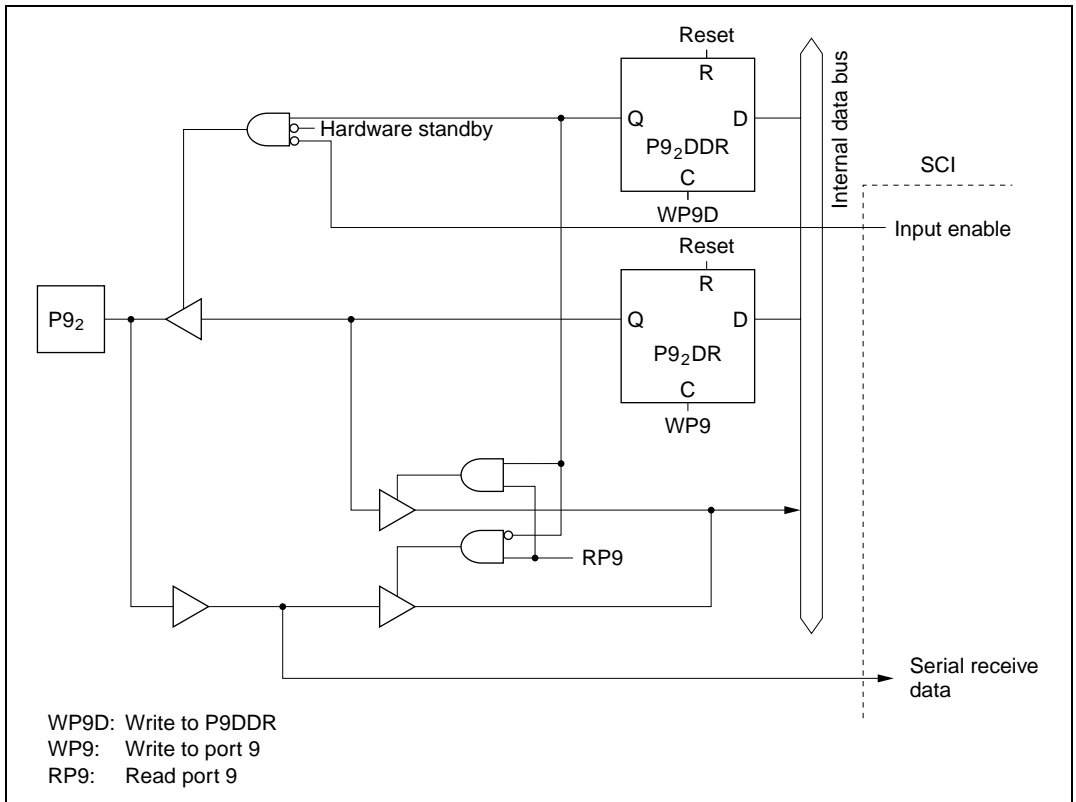 Reset
R
Q
D
P9₂DDR
C
WP9D
Hardware standby
Internal data bus
SCI
Input enable
Reset
R
Q
D
P9₂DR
C
WP9
P9₂
RP9
Serial receive
data
WP9D: Write to P9DDR
WP9: Write to port 9
RP9: Read port 9